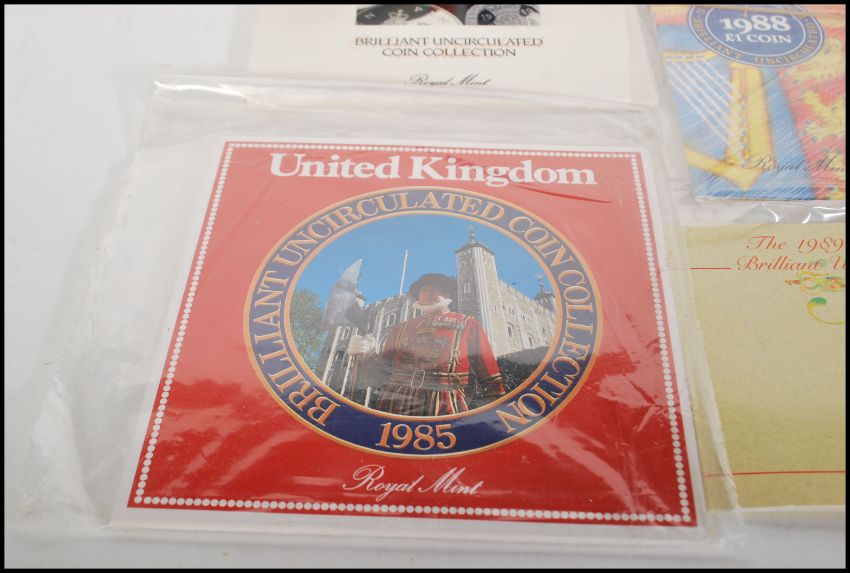 BRILLIANT UNCIRCULATED
COIN COLLECTION
Royal Mint
1988
£1 COIN
Royal Mint
The 1989
Brilliant
United Kingdom
BRILLIANT UNCIRCULATED COIN COLLECTION
1985
Royal Mint